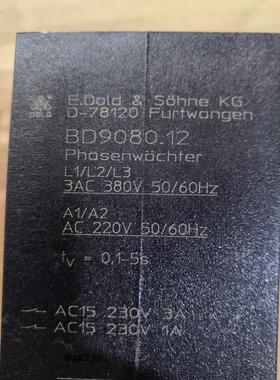 DOLD
E.Dold & Söhne KG
D-78120 Furtwangen
BD9080.12
Phasenwächter
L1/L2/L3
3AC 380V 50/60Hz
A1/A2
AC 220V 50/60Hz
tv = 0,1-5s
AC15 230V 3A
AC15 230V 1A